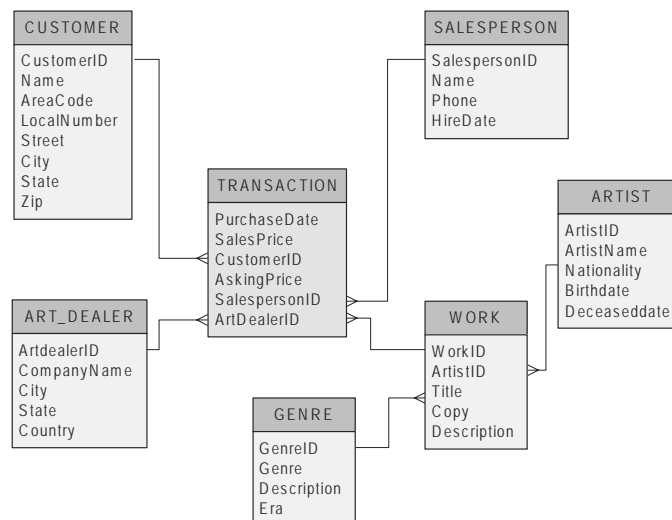 CUSTOMER
CustomerID
Name
AreaCode
LocalNumber
Street
City
State
Zip
SALESPERSON
SalespersonID
Name
Phone
HireDate
TRANSACTION
PurchaseDate
SalesPrice
CustomerID
AskingPrice
SalespersonID
ArtDealerID
ARTIST
ArtistID
ArtistName
Nationality
Birthdate
Deceaseddate
ART_DEALER
ArtdealerID
CompanyName
City
State
Country
WORK
WorkID
ArtistID
Title
Copy
Description
GENRE
GenreID
Genre
Description
Era